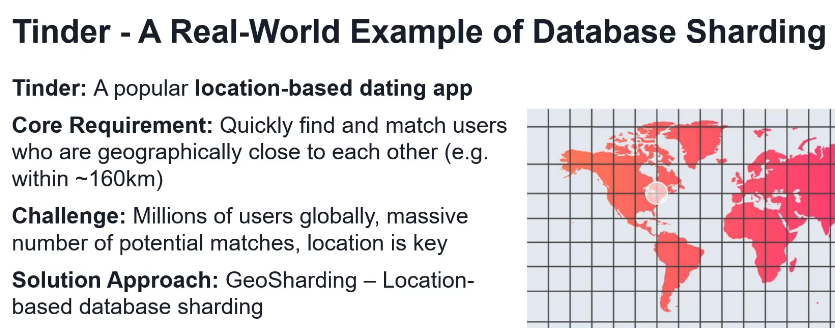 Tinder - A Real-World Example of Database Sharding
Tinder: A popular location-based dating app
Core Requirement: Quickly find and match users
who are geographically close to each other (e.g.
within ~160km)
Challenge: Millions of users globally, massive
number of potential matches, location is key
Solution Approach: GeoSharding – Location-
based database sharding